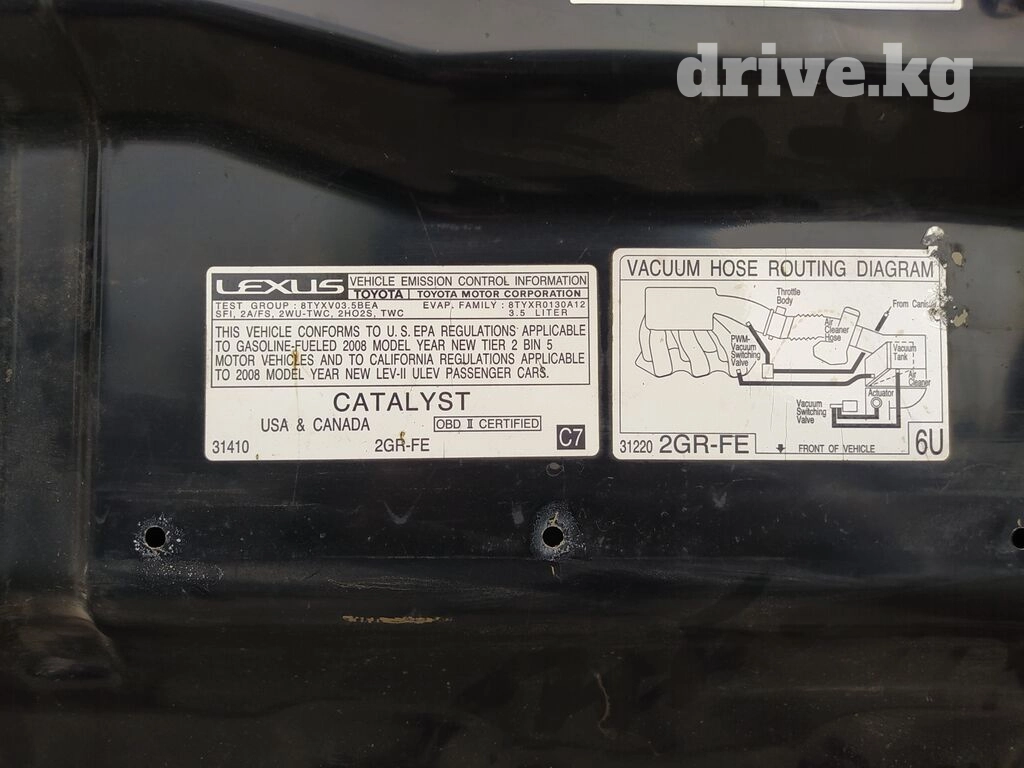 drive.kg
LEXUS VEHICLE EMISSION CONTROL INFORMATION
TOYOTA TOYOTA MOTOR CORPORATION
TEST GROUP : 8TYXV03.5BEA EVAP. FAMILY : 8TYXR0130A12
SFI, 2A/FS, 2WU-TWC, 2HO2S, TWC 3.5 LITER
THIS VEHICLE CONFORMS TO U.S. EPA REGULATIONS APPLICABLE
TO GASOLINE-FUELED 2008 MODEL YEAR NEW TIER 2 BIN 5
MOTOR VEHICLES AND TO CALIFORNIA REGULATIONS APPLICABLE
TO 2008 MODEL YEAR NEW LEV-II ULEV PASSENGER CARS.
CATALYST
USA & CANADA OBD II CERTIFIED
31410 2GR-FE C7
VACUUM HOSE ROUTING DIAGRAM
Throttle
Body
From
Air
Cleaner
Hose
PWM-
Vacuum
Switching
Valve
Vacuum
Tank
Air
Cleaner
Actuator
Vacuum
Switching
Valve
31220 2GR-FE FRONT OF VEHICLE 6U